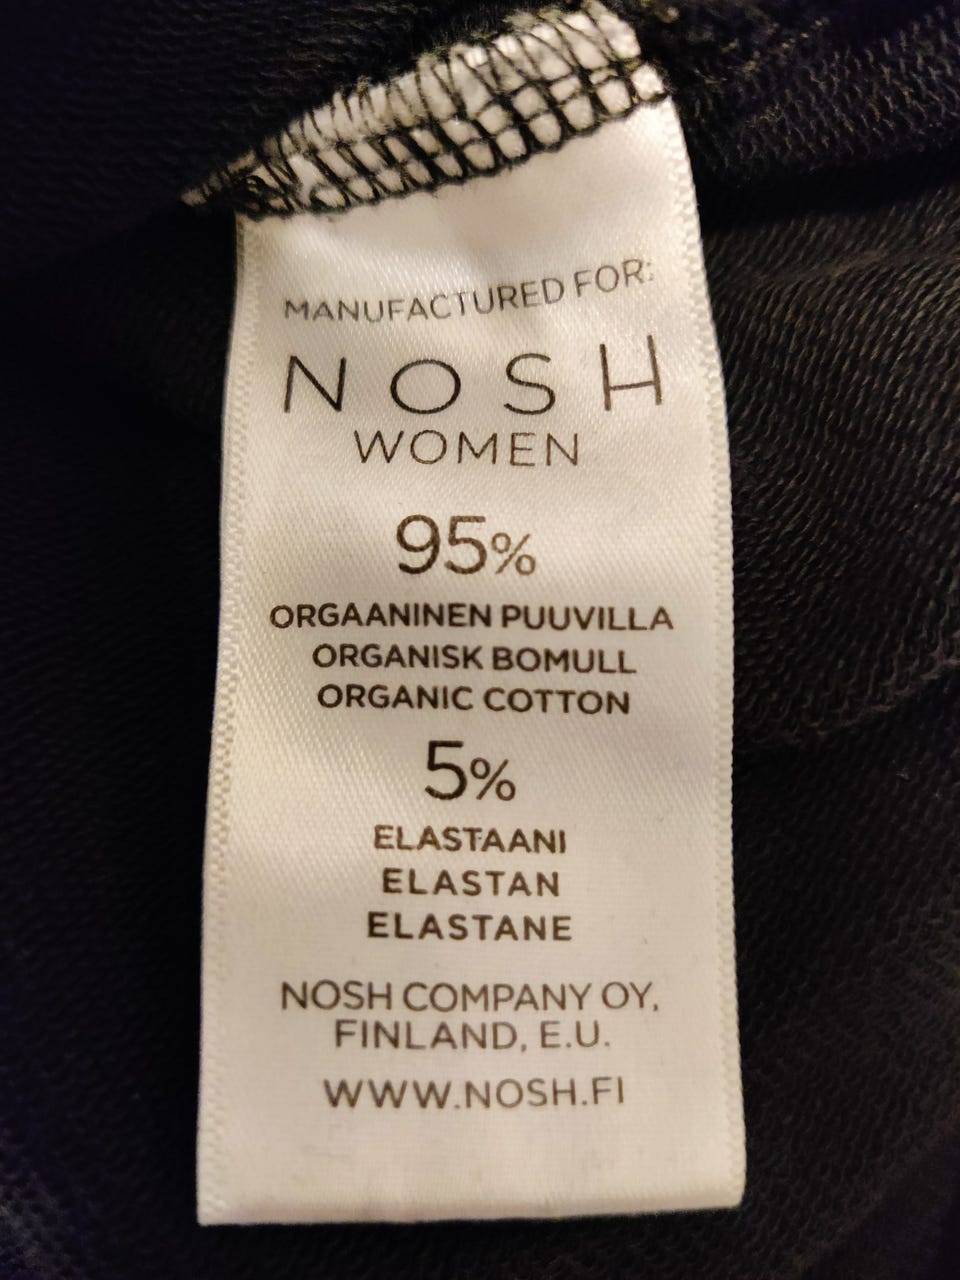 MANUFACTURED FOR:
NOSH
WOMEN
95%
ORGAANINEN PUUVILLA
ORGANISK BOMULL
ORGANIC COTTON
5%
ELASTAANI
ELASTAN
ELASTANE
NOSH COMPANY OY,
FINLAND, E.U.
WWW.NOSH.FI